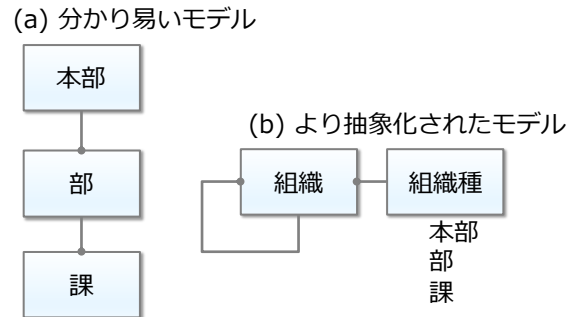 (a) 分かり易いモデル
本部
部
課
(b) より抽象化されたモデル
組織
組織種
本部
部
課